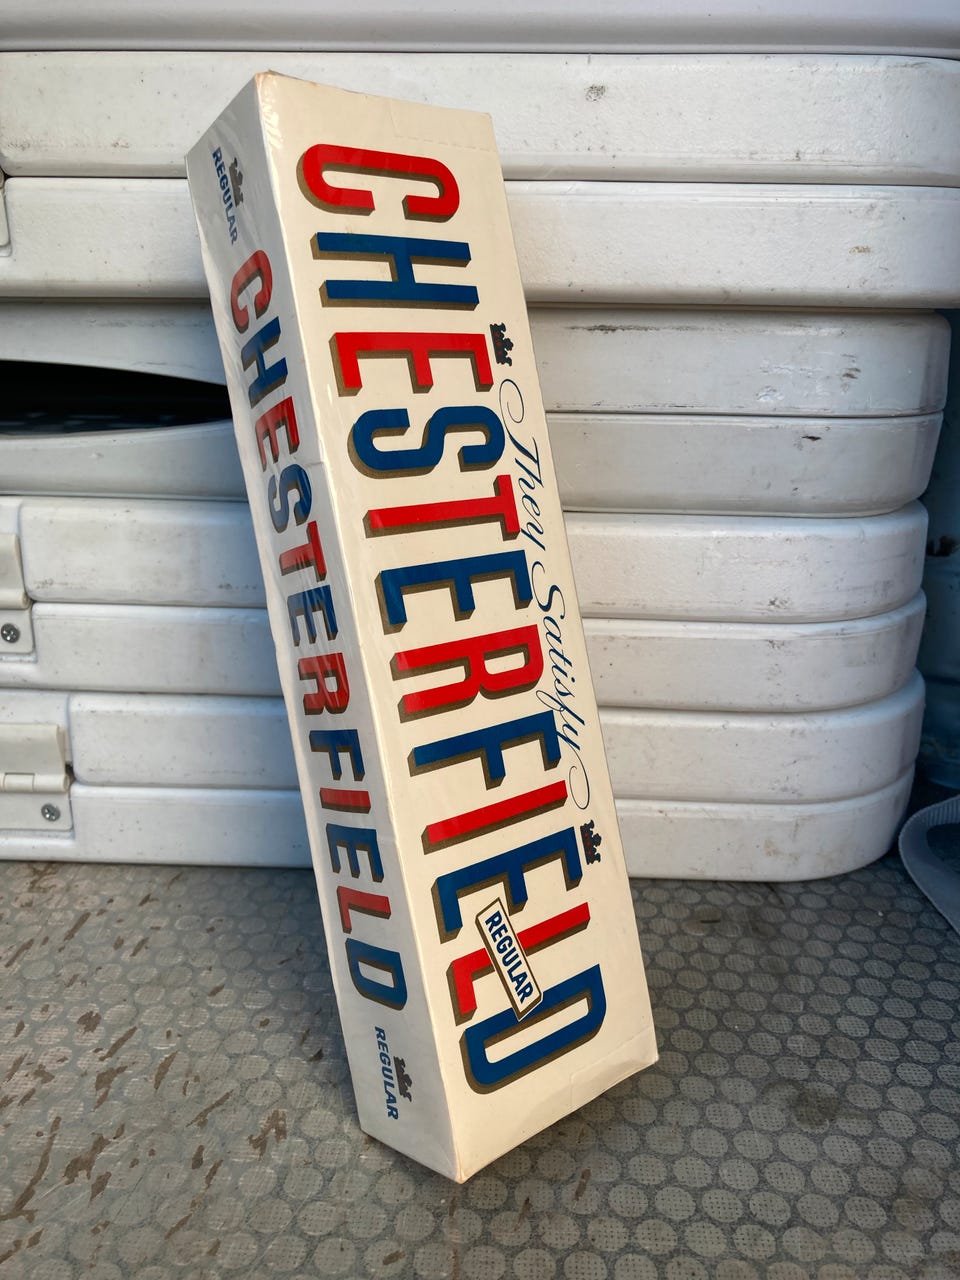 CHESTERFIELD
They Satisfy
REGULAR
REGULAR
CHESTERFIELD
REGULAR